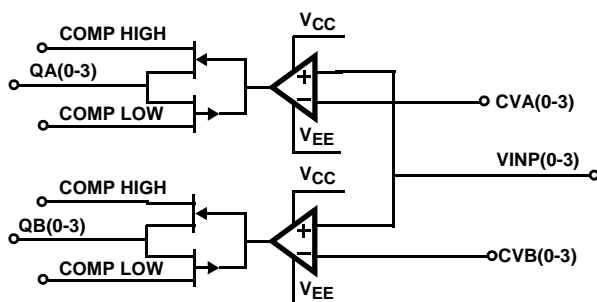 COMP HIGH
VCC
QA(0-3)
+
−
CVA(0-3)
COMP LOW
VEE
VINP(0-3)
COMP HIGH
VCC
QB(0-3)
+
−
CVB(0-3)
COMP LOW
VEE